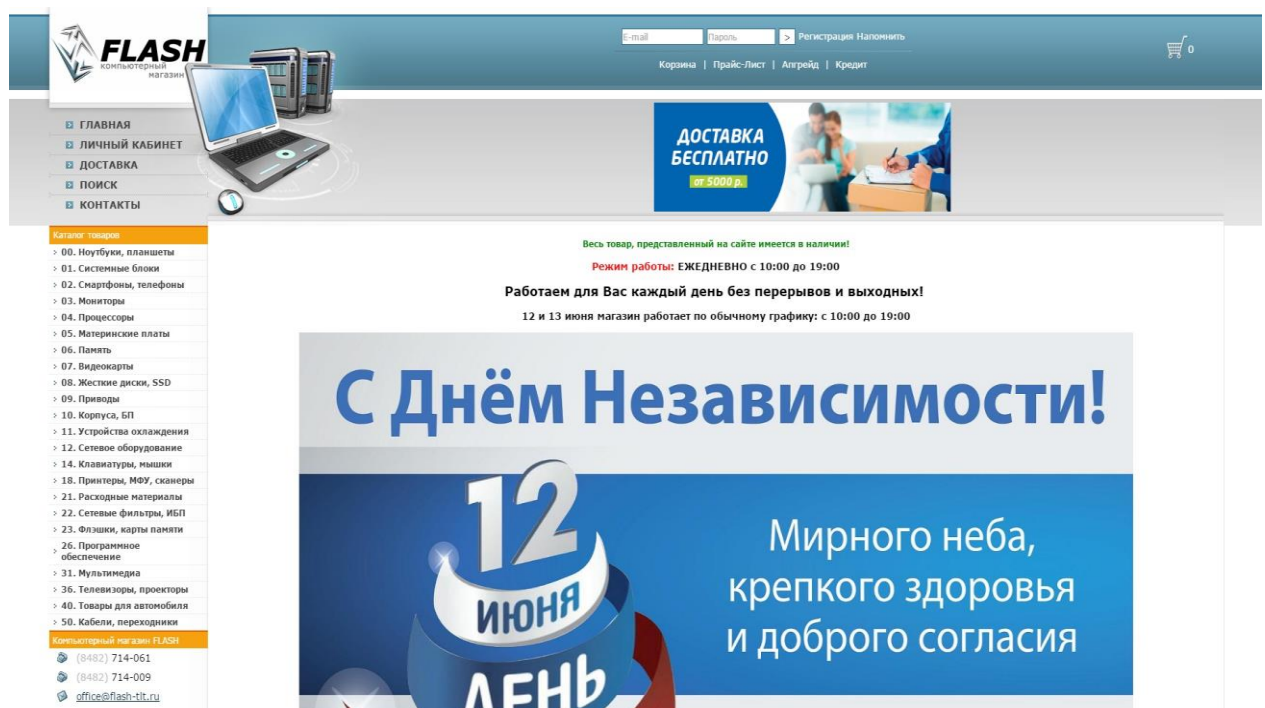 FLASH
компьютерный
магазин
E-mail
Пароль
>
Регистрация Напомнить
Корзина | Прайс-Лист | Апгрейд | Кредит
0
ГЛАВНАЯ
ЛИЧНЫЙ КАБИНЕТ
ДОСТАВКА
ПОИСК
КОНТАКТЫ
ДОСТАВКА
БЕСПЛАТНО
от 5000 р.
Каталог товаров
00. Ноутбуки, планшеты
01. Системные блоки
02. Смартфоны, телефоны
03. Мониторы
04. Процессоры
05. Материнские платы
06. Память
07. Видеокарты
08. Жесткие диски, SSD
09. Приводы
10. Корпуса, БП
11. Устройства охлаждения
12. Сетевое оборудование
14. Клавиатуры, мышки
18. Принтеры, МФУ, сканеры
21. Расходные материалы
22. Сетевые фильтры, ИБП
23. Флэшки, карты памяти
26. Программное
обеспечение
31. Мультимедиа
36. Телевизоры, проекторы
40. Товары для автомобиля
50. Кабели, переходники
Компьютерный магазин FLASH
(8482) 714-061
(8482) 714-009
office@flash-tlt.ru
Весь товар, представленный на сайте имеется в наличии!
Режим работы: ЕЖЕДНЕВНО с 10:00 до 19:00
Работаем для Вас каждый день без перерывов и выходных!
12 и 13 июня магазин работает по обычному графику: с 10:00 до 19:00
С Днём Независимости!
12
ИЮНЯ
ДЕНЬ
Мирного неба,
крепкого здоровья
и доброго согласия